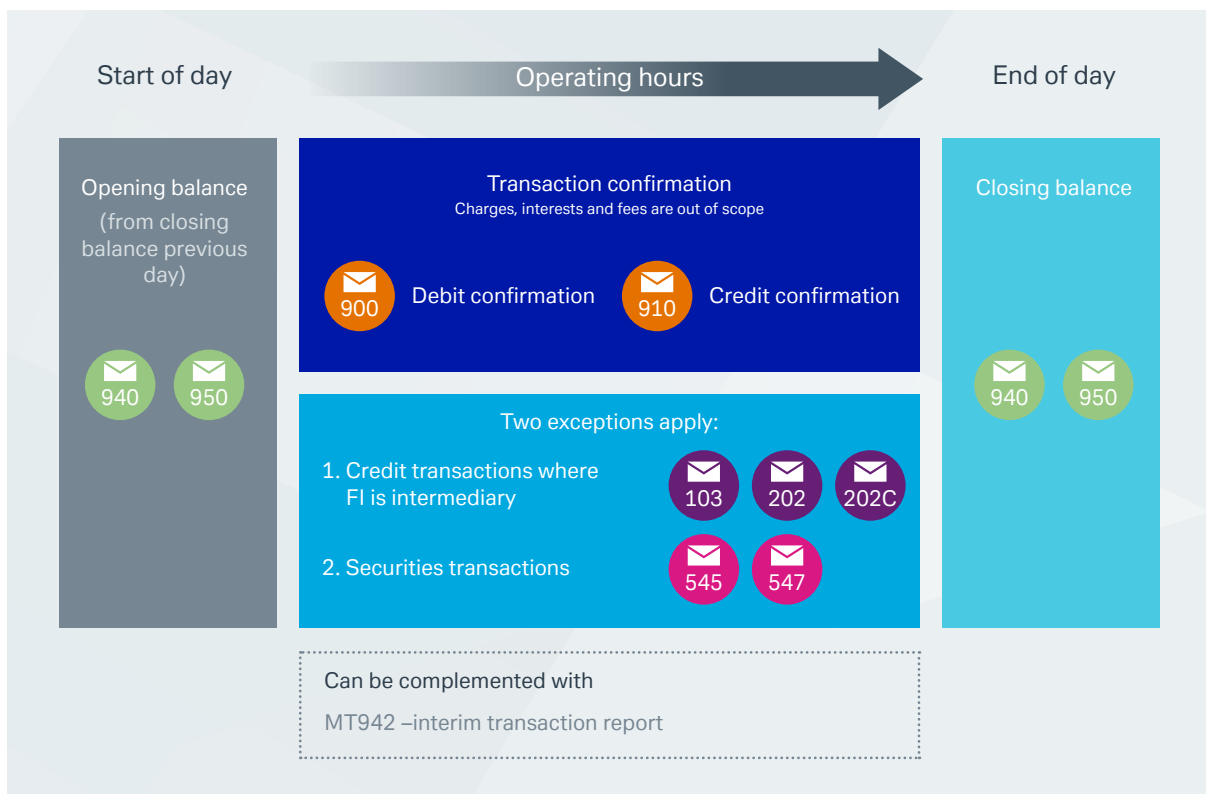 Start of day
Operating hours
End of day
Opening balance
(from closing
balance previous
day)
940
950
Transaction confirmation
Charges, interests and fees are out of scope
900
Debit confirmation
910
Credit confirmation
Two exceptions apply:
1. Credit transactions where
FI is intermediary
103
202
202C
2. Securities transactions
545
547
Closing balance
940
950
Can be complemented with
MT942 –interim transaction report